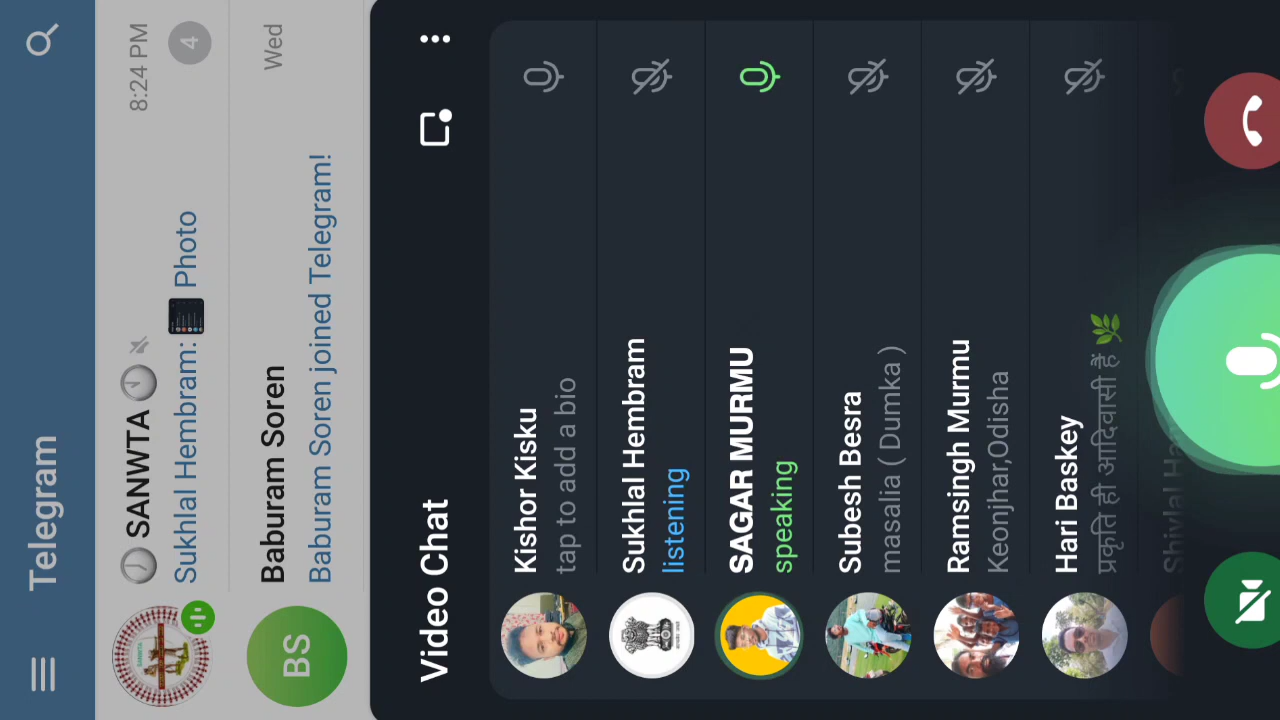 Telegram
SANWTA
8:24 PM
Sukhlal Hembram: Photo
4
BS
Baburam Soren
Wed
Baburam Soren joined Telegram!
Video Chat
Kishor Kisku
tap to add a bio
Sukhlal Hembram
listening
SAGAR MURMU
speaking
Subesh Besra
masalia ( Dumka )
Ramsingh Murmu
Keonjhar,Odisha
Hari Baskey
प्रकृति ही आदिवासी हैं🌿
Shivlal